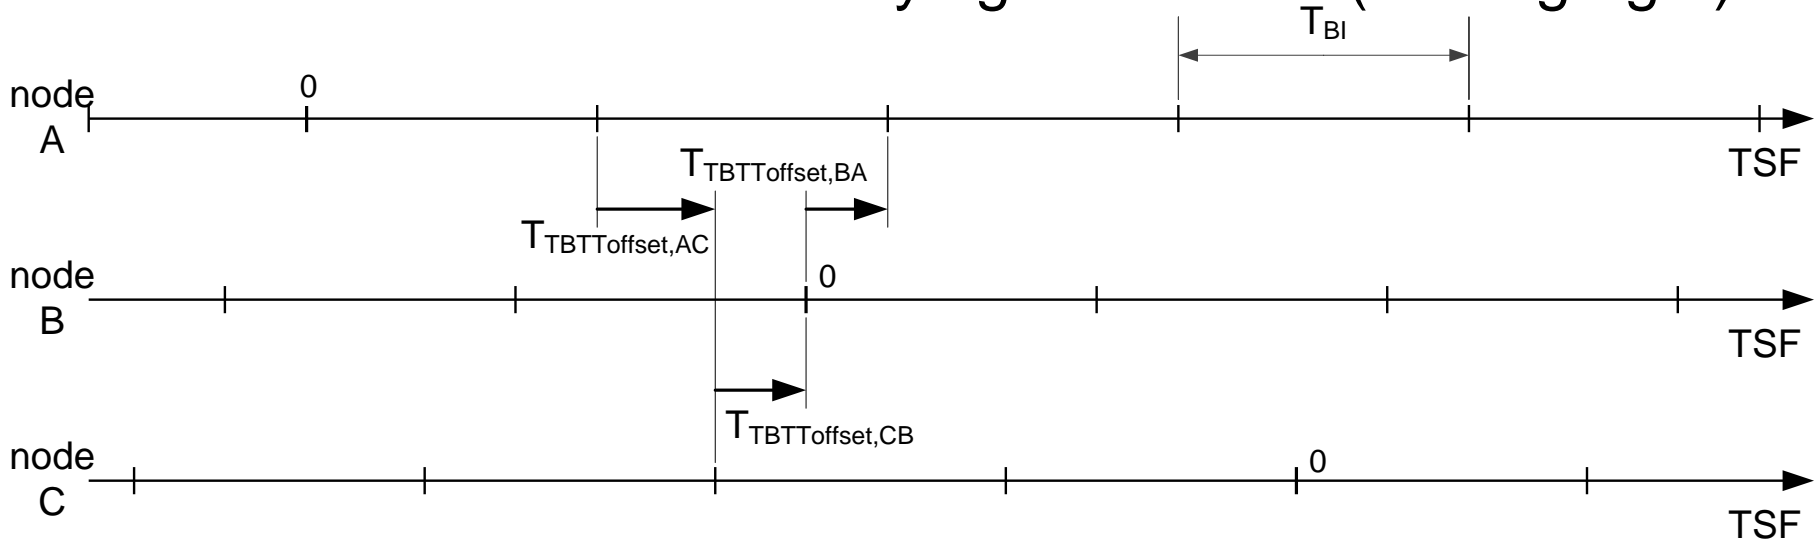 T_BI
node
A
0
TSF
T_TBTToffset,BA
T_TBTToffset,AC
node
B
0
TSF
T_TBTToffset,CB
node
C
0
TSF